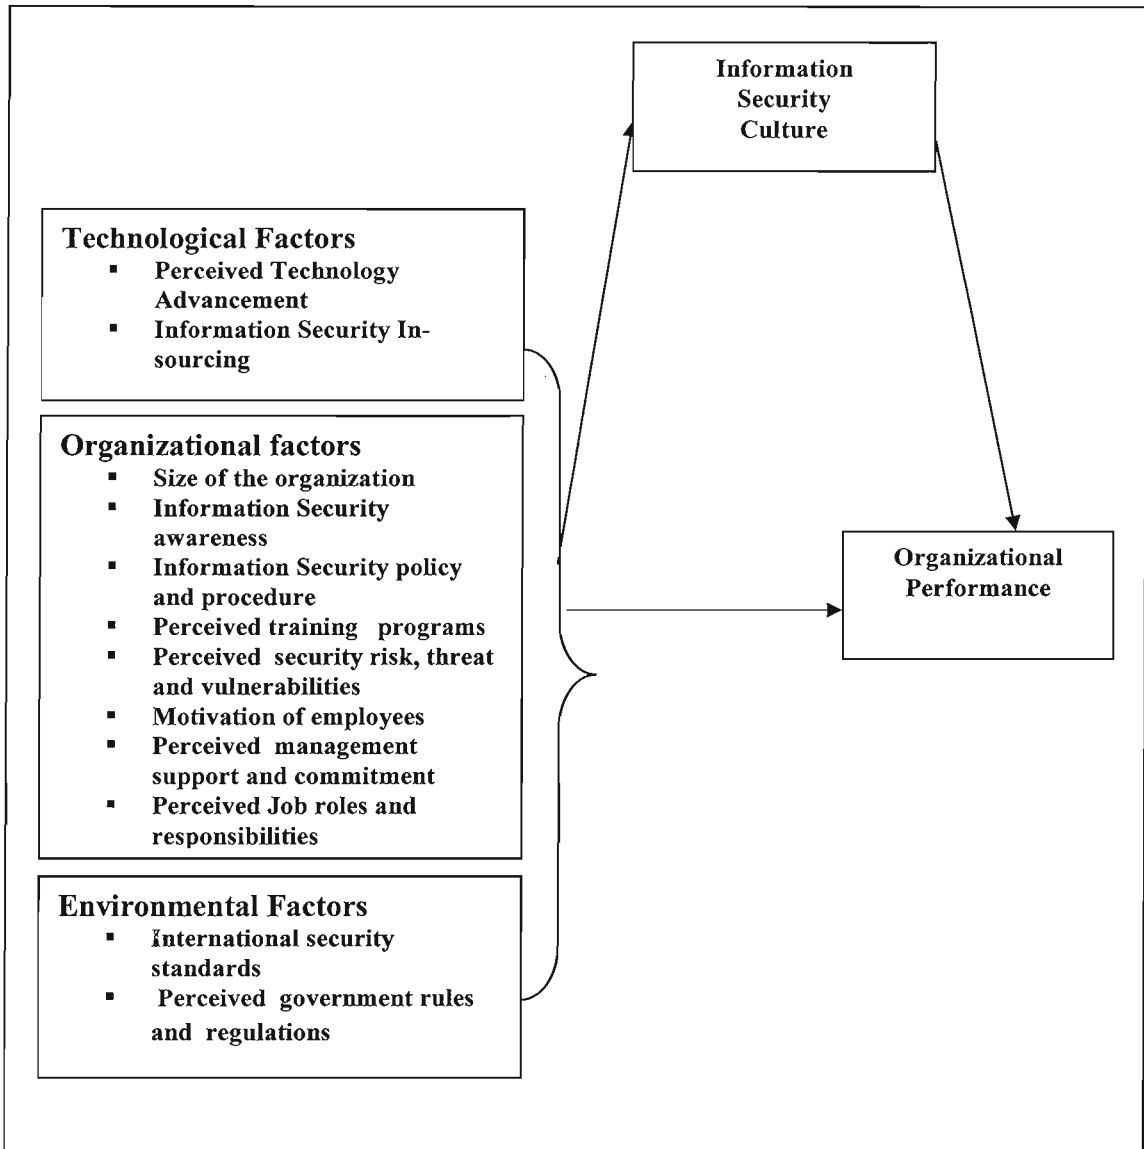 Information
Security
Culture
Technological Factors
▪ Perceived Technology
Advancement
▪ Information Security In-
sourcing
Organizational factors
▪ Size of the organization
▪ Information Security
awareness
▪ Information Security policy
and procedure
▪ Perceived training programs
▪ Perceived security risk, threat
and vulnerabilities
▪ Motivation of employees
▪ Perceived management
support and commitment
▪ Perceived Job roles and
responsibilities
Organizational
Performance
Environmental Factors
▪ International security
standards
▪ Perceived government rules
and regulations